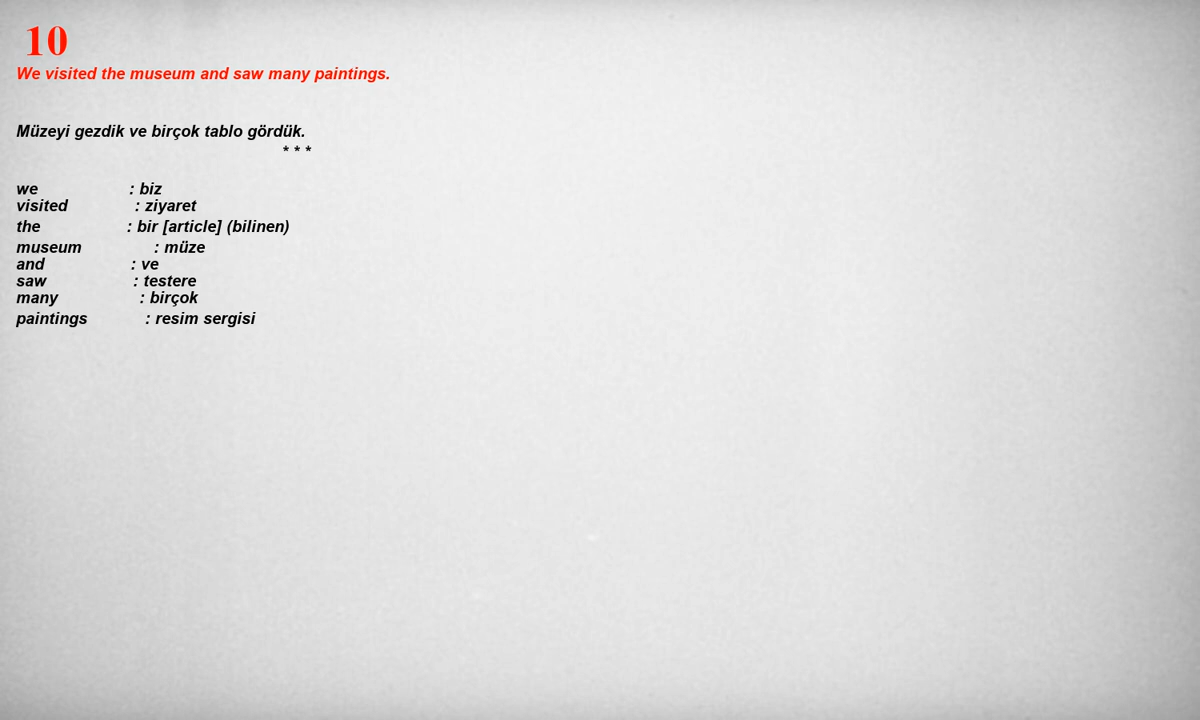 10
We visited the museum and saw many paintings.
Müzeyi gezdik ve birçok tablo gördük.
* * *
we : biz
visited : ziyaret
the : bir [article] (bilinen)
museum : müze
and : ve
saw : testere
many : birçok
paintings : resim sergisi